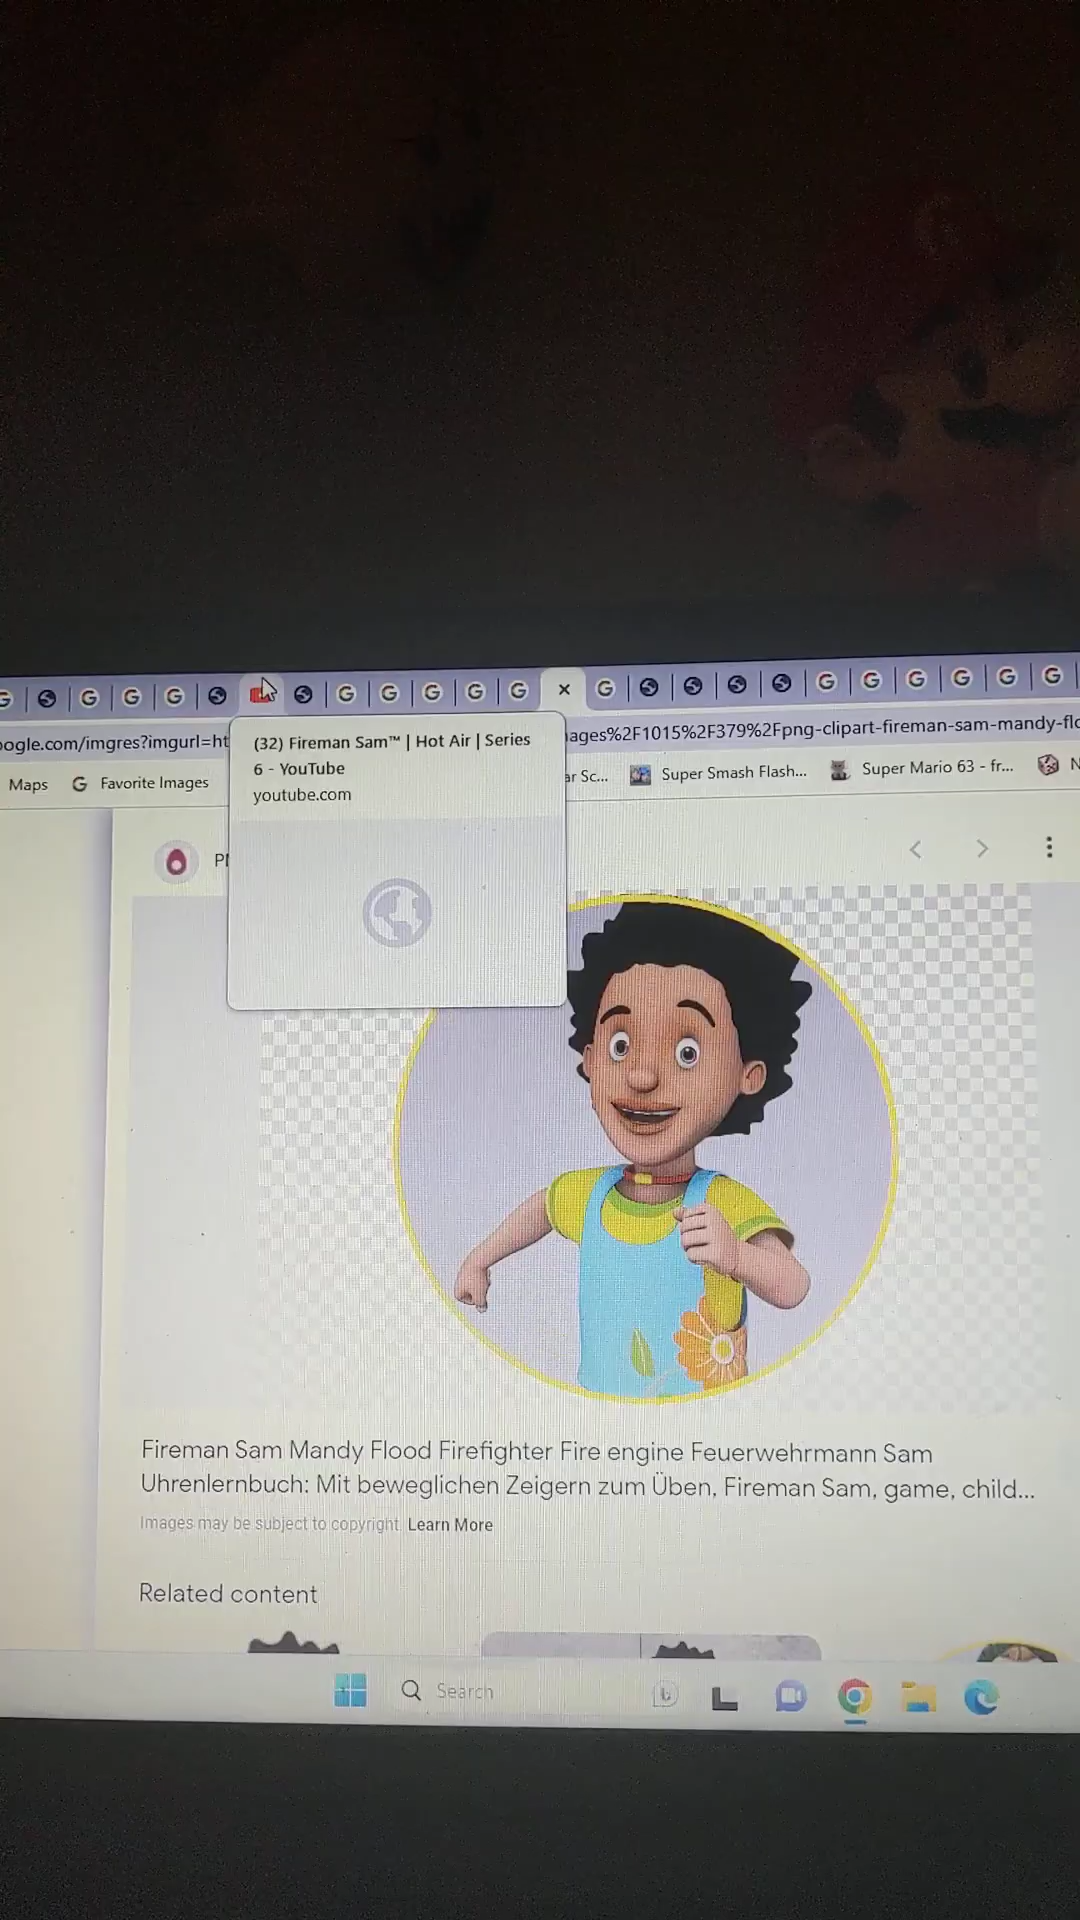 (32) Fireman Sam™ | Hot Air | Series
6 - YouTube
youtube.com
oogle.com/imgres?imgurl=ht
ages%2F1015%2F379%2Fpng-clipart-fireman-sam-mandy-flo
Maps
Favorite Images
ar Sc...
Super Smash Flash...
Super Mario 63 - fr...
Fireman Sam Mandy Flood Firefighter Fire engine Feuerwehrmann Sam
Uhrenlernbuch: Mit beweglichen Zeigern zum Üben, Fireman Sam, game, child...
Images may be subject to copyright. Learn More
Related content
Search